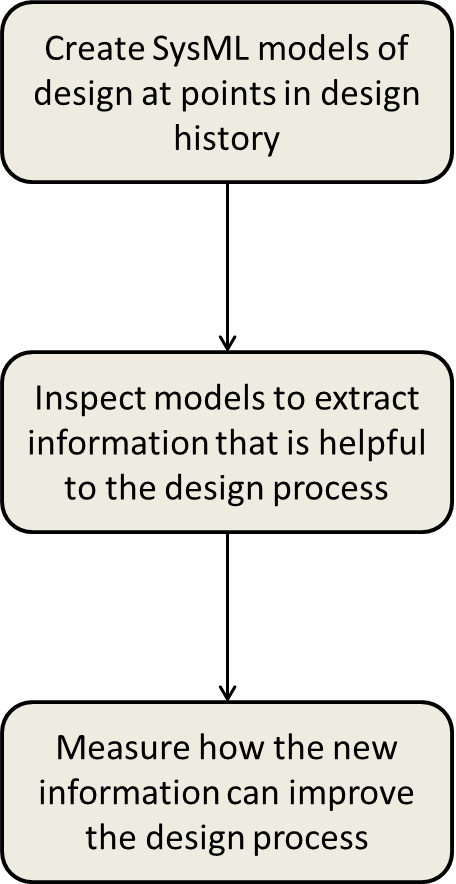 Create SysML models of
design at points in design
history
Inspect models to extract
information that is helpful
to the design process
Measure how the new
information can improve
the design process